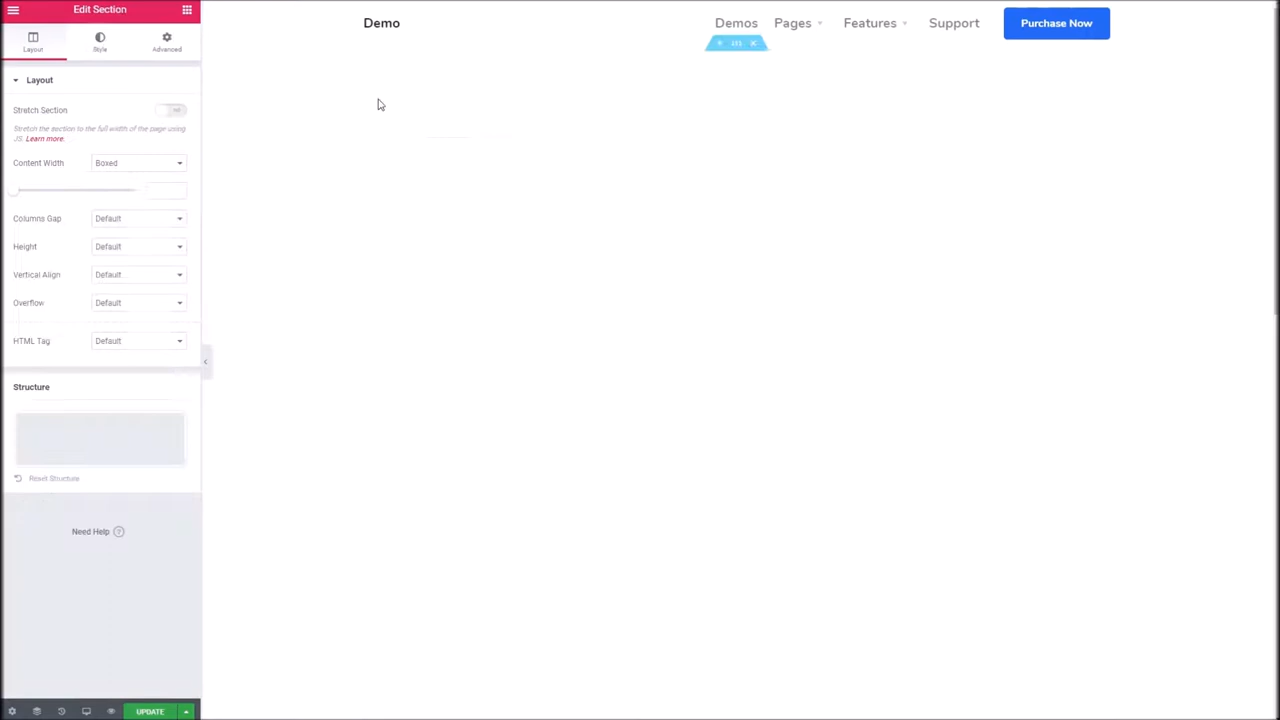 Edit Section
Layout
Style
Advanced
Layout
Stretch Section
Stretch the section to the full width of the page using
JS. Learn more.
Content Width
Boxed
Columns Gap
Default
Height
Default
Vertical Align
Default
Overflow
Default
HTML Tag
Default
Structure
Reset Structure
Need Help
UPDATE
Demo
Demos
Pages
Features
Support
Purchase Now